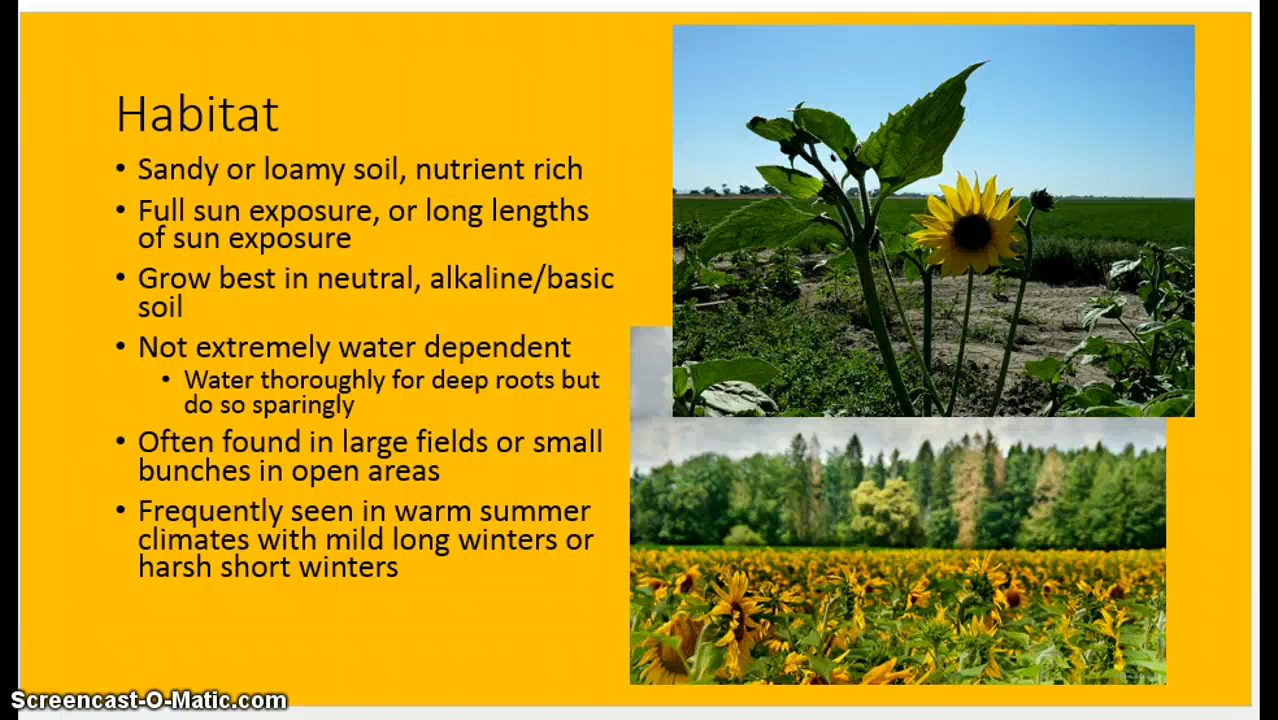 Habitat
• Sandy or loamy soil, nutrient rich
• Full sun exposure, or long lengths
of sun exposure
• Grow best in neutral, alkaline/basic
soil
• Not extremely water dependent
• Water thoroughly for deep roots but
do so sparingly
• Often found in large fields or small
bunches in open areas
• Frequently seen in warm summer
climates with mild long winters or
harsh short winters
Screencast-O-Matic.com